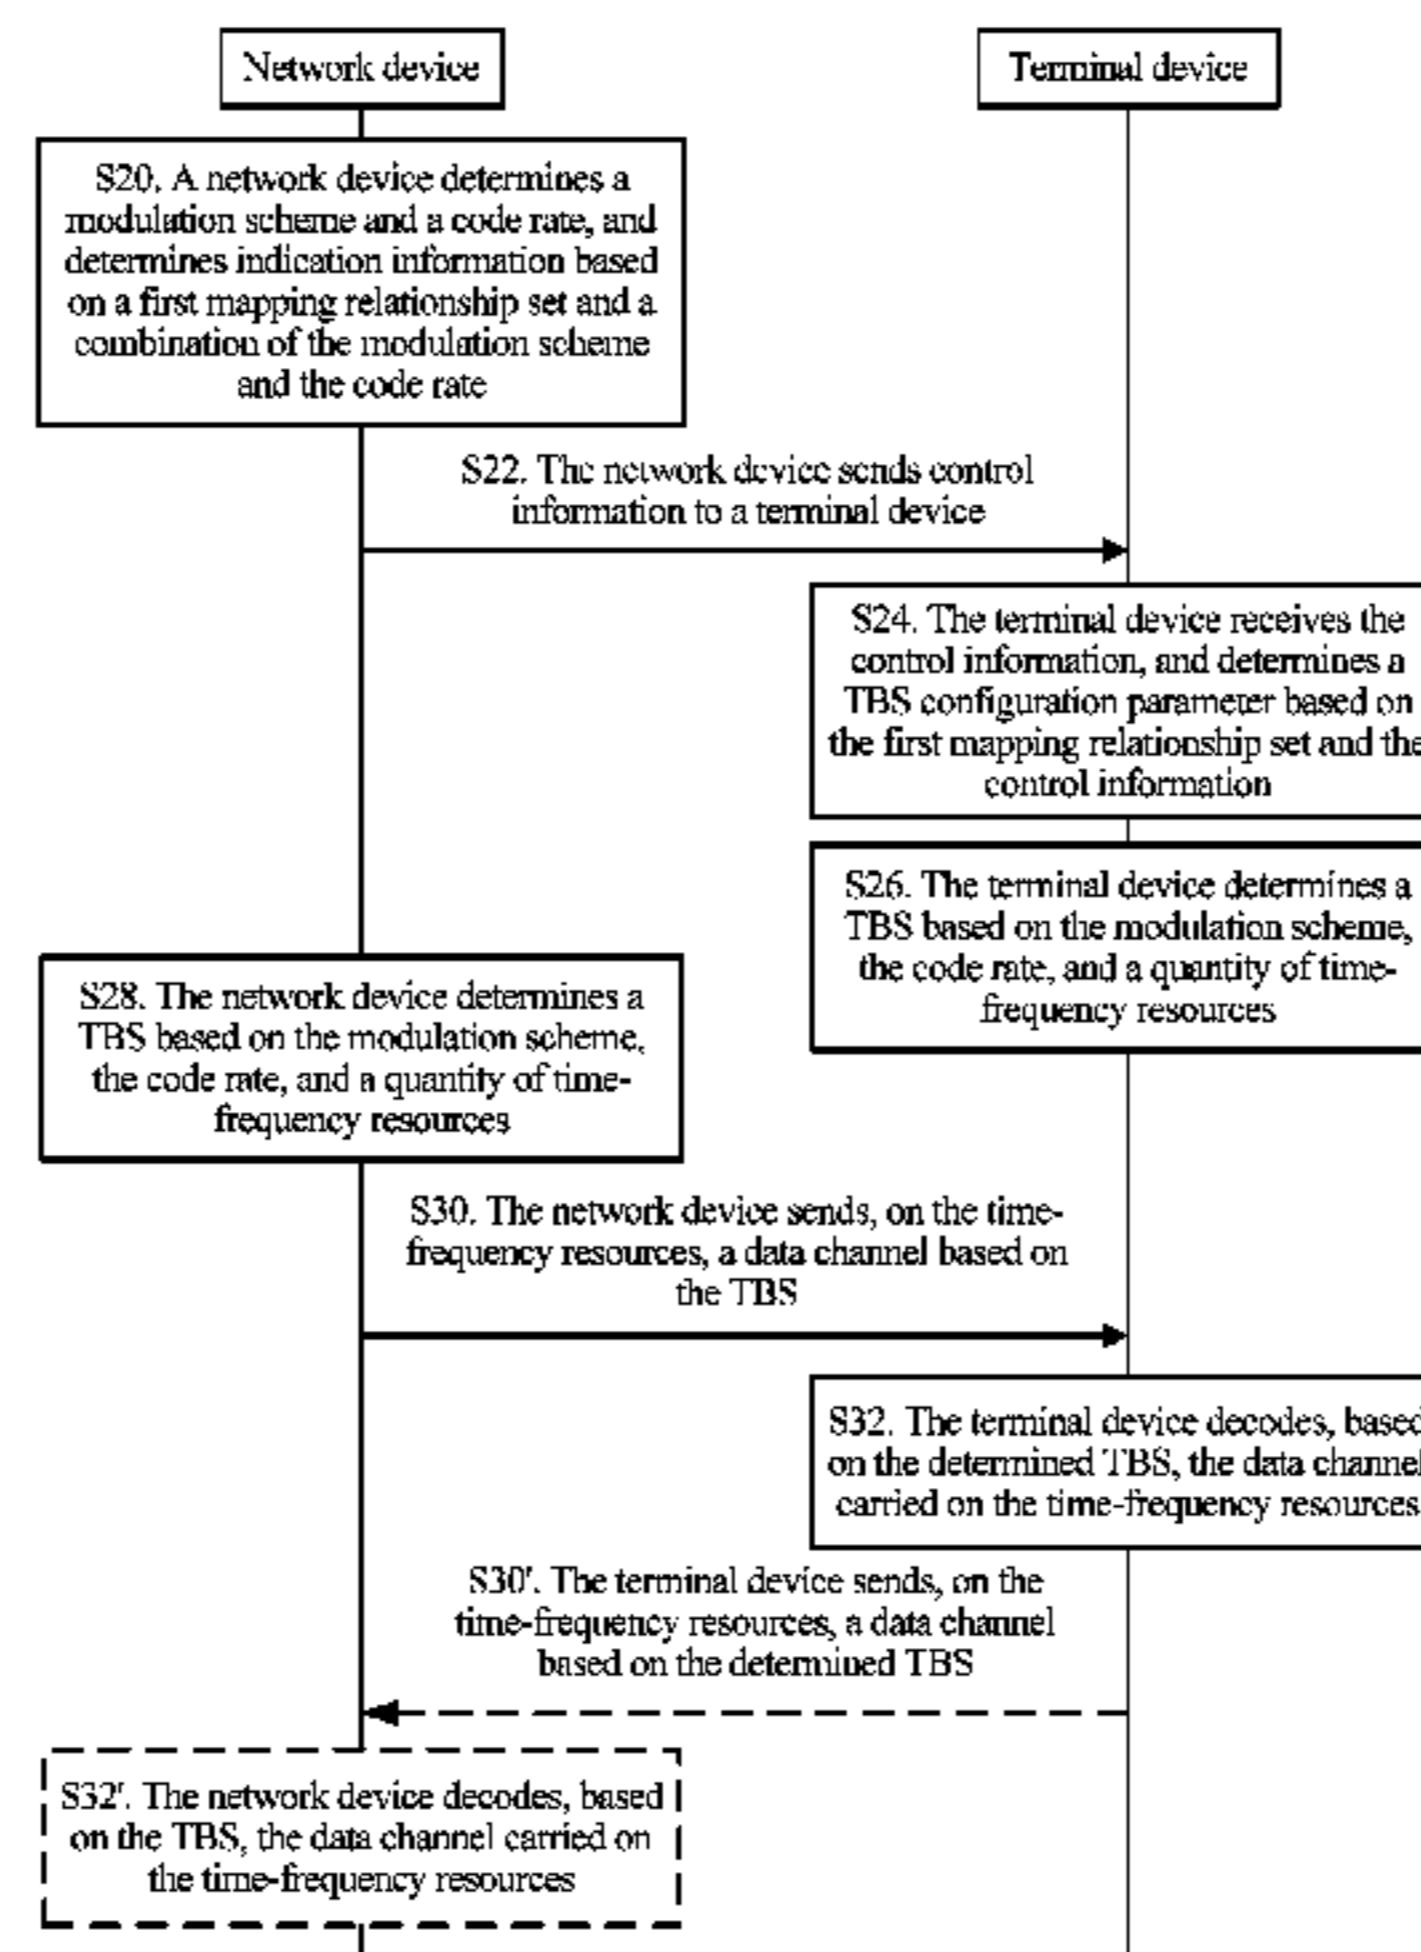 Network device
Terminal device
S20. A network device determines a
modulation scheme and a code rate, and
determines indication information based
on a first mapping relationship set and a
combination of the modulation scheme
and the code rate
S22. The network device sends control
information to a terminal device
S24. The terminal device receives the
control information, and determines a
TBS configuration parameter based on
the first mapping relationship set and the
control information
S26. The terminal device determines a
TBS based on the modulation scheme,
the code rate, and a quantity of time-
frequency resources
S28. The network device determines a
TBS based on the modulation scheme,
the code rate, and a quantity of time-
frequency resources
S30. The network device sends, on the time-
frequency resources, a data channel based on
the TBS
S32. The terminal device decodes, based
on the determined TBS, the data channel
carried on the time-frequency resources
S30'. The terminal device sends, on the
time-frequency resources, a data channel
based on the determined TBS
S32'. The network device decodes, based
on the TBS, the data channel carried on
the time-frequency resources